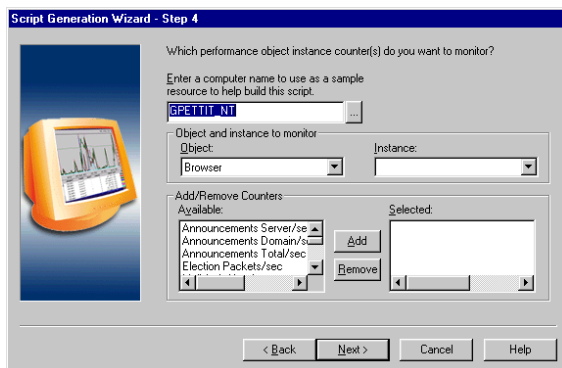 Script Generation Wizard - Step 4
Which performance object instance counter(s) do you want to monitor?
Enter a computer name to use as a sample
resource to help build this script.
GPETTIT_NT
...
Object and instance to monitor
Object:
Instance:
Browser
Add/Remove Counters
Available:
Selected:
Announcements Server/se
Announcements Domain/s
Announcements Total/sec
Election Packets/sec
Add
Remove
< Back
Next >
Cancel
Help